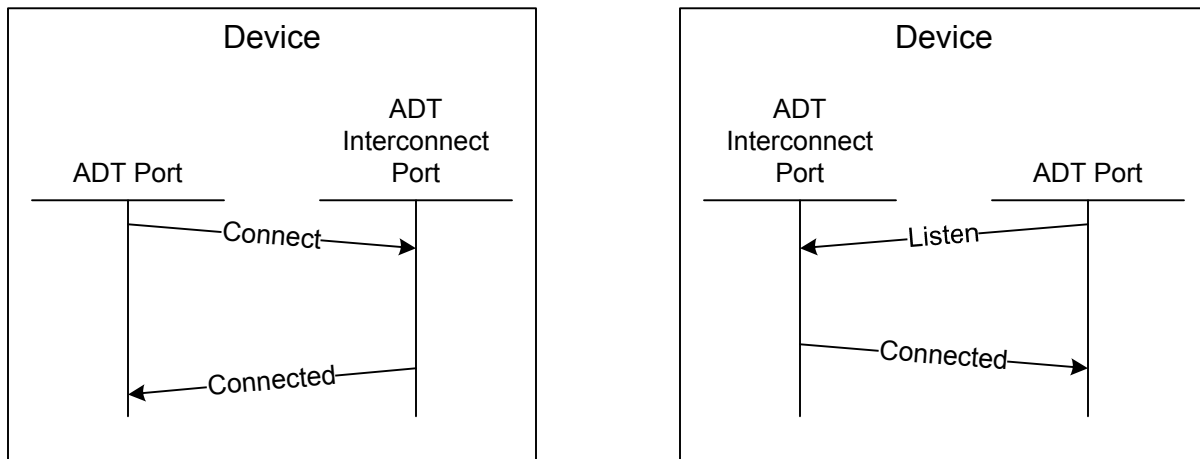 Device
ADT
Interconnect
Port
ADT Port
Connect
Connected
Device
ADT
Interconnect
Port
ADT Port
Listen
Connected